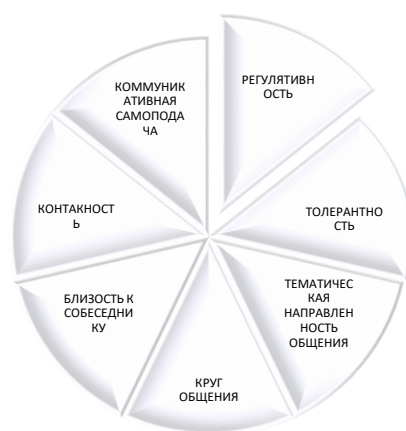 РЕГУЛЯТИВН
ОСТЬ
ТОЛЕРАНТНО
СТЬ
ТЕМАТИЧЕС
КАЯ
НАПРАВЛЕН
НОСТЬ
ОБЩЕНИЯ
КРУГ
ОБЩЕНИЯ
БЛИЗОСТЬ К
СОБЕСЕДНИ
КУ
КОНТАКНОСТ
Ь
КОММУНИК
АТИВНАЯ
САМОПОДА
ЧА